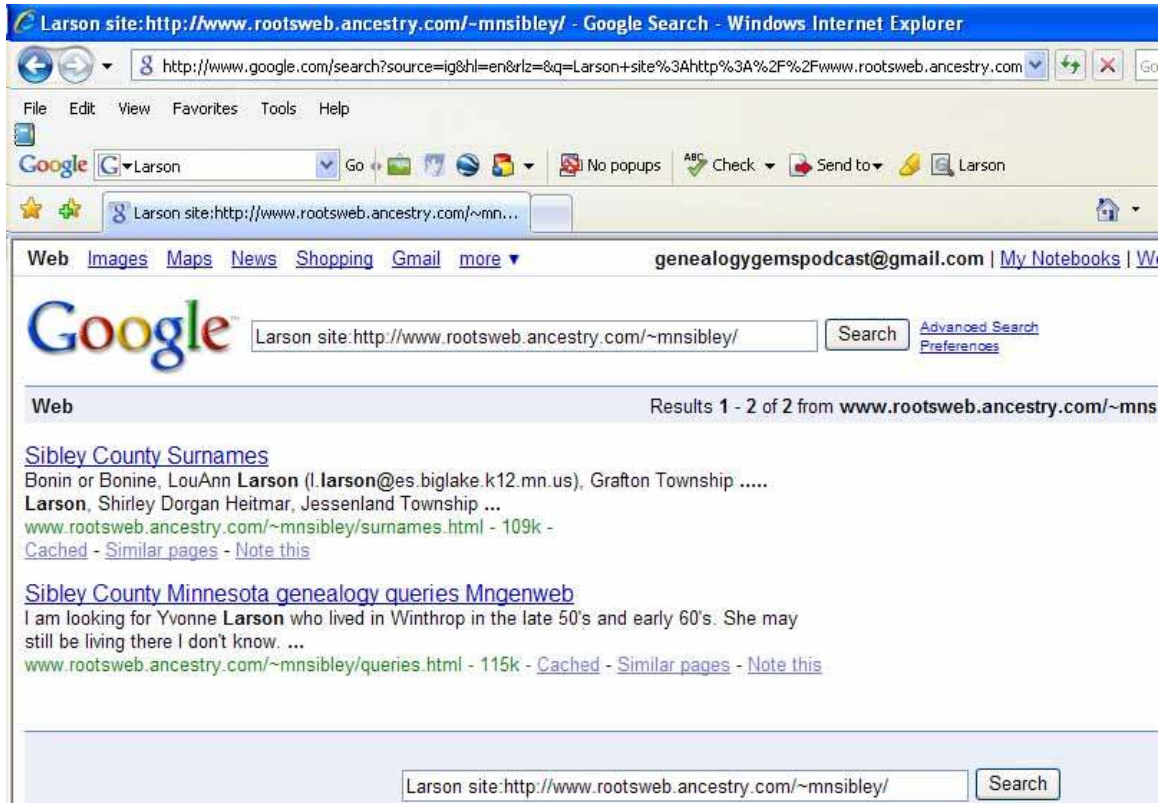 Larson site:http://www.rootsweb.ancestry.com/~mnsibley/ - Google Search - Windows Internet Explorer
http://www.google.com/search?source=ig&hl=en&rlz=&q=Larson+site%3Ahttp%3A%2F%2Fwww.rootsweb.ancestry.com Go
File Edit View Favorites Tools Help
Google G Larson Go No popups ABC Check Send to Larson
Larson site:http://www.rootsweb.ancestry.com/~mn...
Web Images Maps News Shopping Gmail more ▼ genealogygemspodcast@gmail.com | My Notebooks | We
Google Larson site:http://www.rootsweb.ancestry.com/~mnsibley/ Search Advanced Search
Preferences
Web Results 1 - 2 of 2 from www.rootsweb.ancestry.com/~mns
Sibley County Surnames
Bonin or Bonine, LouAnn Larson (l.larson@es.biglake.k12.mn.us), Grafton Township .....
Larson, Shirley Dorgan Heitmar, Jessenland Township ...
www.rootsweb.ancestry.com/~mnsibley/surnames.html - 109k -
Cached - Similar pages - Note this
Sibley County Minnesota genealogy queries Mngenweb
I am looking for Yvonne Larson who lived in Winthrop in the late 50's and early 60's. She may
still be living there I don't know. ...
www.rootsweb.ancestry.com/~mnsibley/queries.html - 115k - Cached - Similar pages - Note this
Larson site:http://www.rootsweb.ancestry.com/~mnsibley/ Search